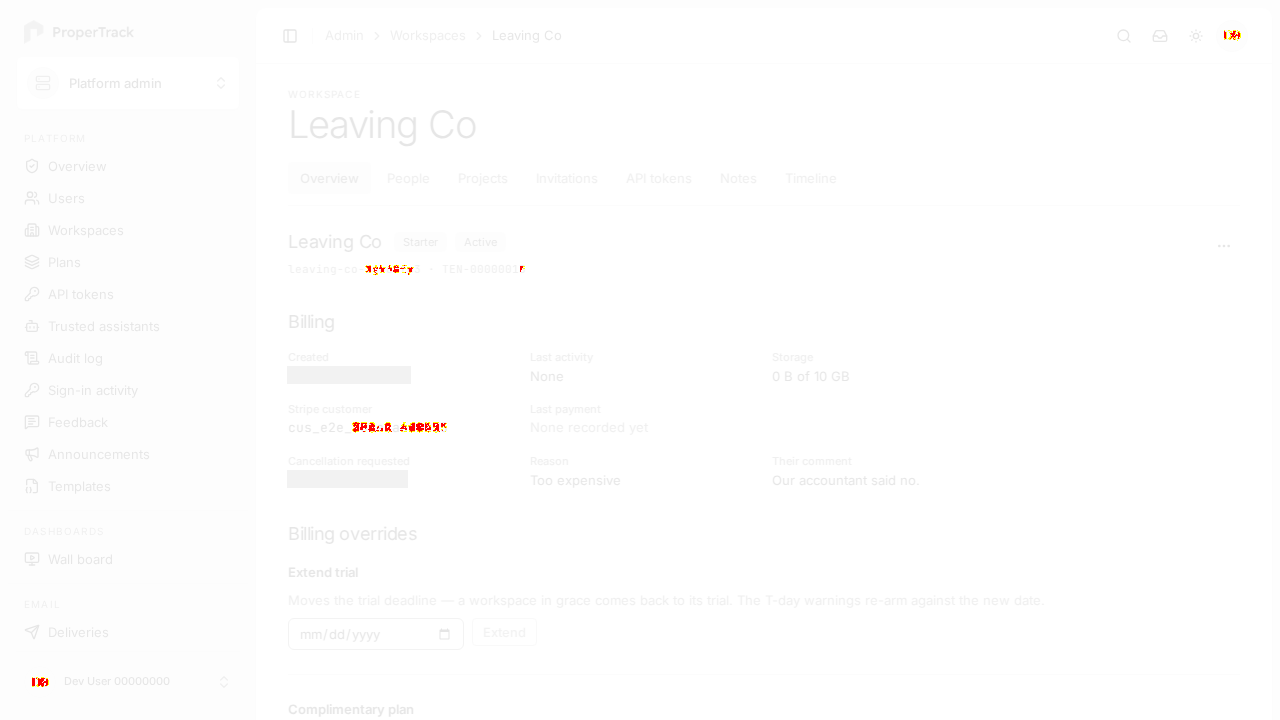 ProperTrack
Platform admin
PLATFORM
Overview
Users
Workspaces
Plans
API tokens
Trusted assistants
Audit log
Sign-in activity
Feedback
Announcements
Templates
DASHBOARDS
Wall board
EMAIL
Deliveries
Dev User 00000000
Admin > Workspaces > Leaving Co
WORKSPACE
Leaving Co
Overview People Projects Invitations API tokens Notes Timeline
Leaving Co Starter Active
leaving-co
Billing
Created Last activity Storage
None 0 B of 10 GB
Stripe customer Last payment
cus_e2e_ None recorded yet
Cancellation requested Reason Their comment
Too expensive Our accountant said no.
Billing overrides
Extend trial
Moves the trial deadline — a workspace in grace comes back to its trial. The T-day warnings re-arm against the new date.
mm/dd/yyyy Extend
Complimentary plan